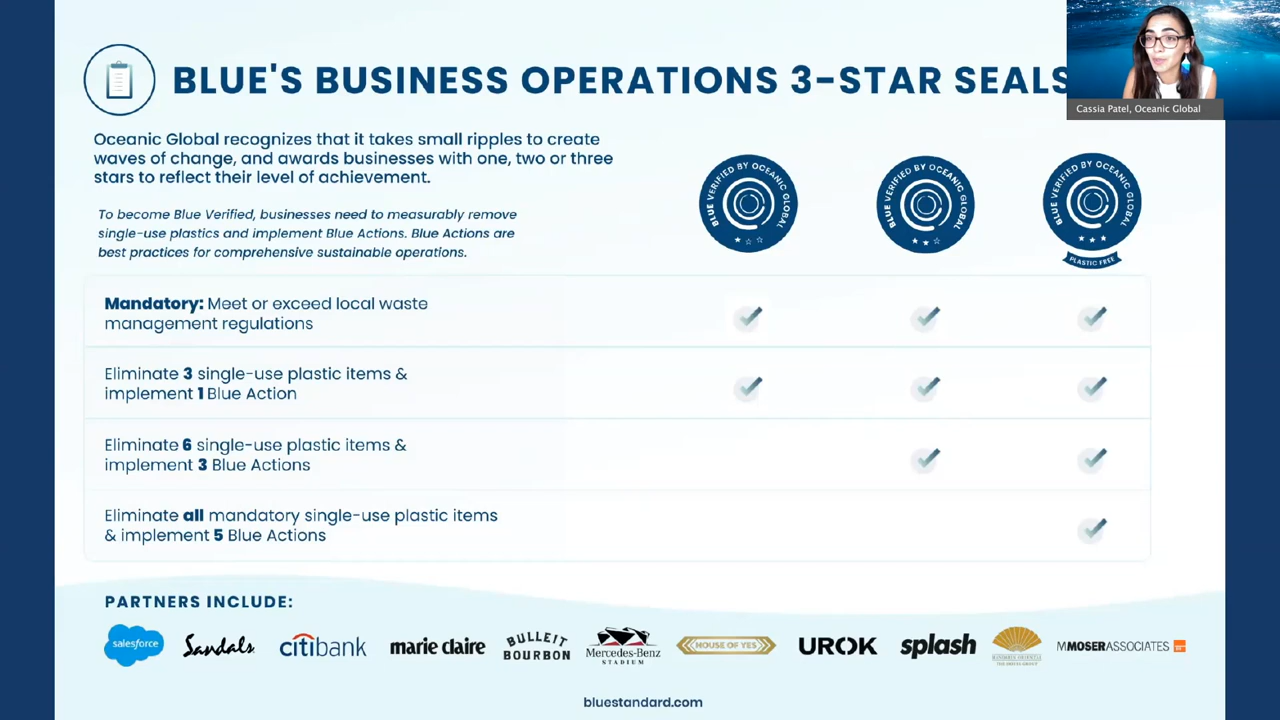 BLUE'S BUSINESS OPERATIONS 3-STAR SEALS
Cassia Patel, Oceanic Global
Oceanic Global recognizes that it takes small ripples to create
waves of change, and awards businesses with one, two or three
stars to reflect their level of achievement.
To become Blue Verified, businesses need to measurably remove
single-use plastics and implement Blue Actions. Blue Actions are
best practices for comprehensive sustainable operations.
BLUE VERIFIED BY OCEANIC GLOBAL
BLUE VERIFIED BY OCEANIC GLOBAL
BLUE VERIFIED BY OCEANIC GLOBAL
PLASTIC FREE
Mandatory: Meet or exceed local waste
management regulations
Eliminate 3 single-use plastic items &
implement 1 Blue Action
Eliminate 6 single-use plastic items &
implement 3 Blue Actions
Eliminate all mandatory single-use plastic items
& implement 5 Blue Actions
PARTNERS INCLUDE:
salesforce
Sandals
citibank
marie claire
BULLEIT
BOURBON
Mercedes-Benz
STADIUM
HOUSE OF YES
UROK
splash
MMOSERASSOCIATES
bluestandard.com